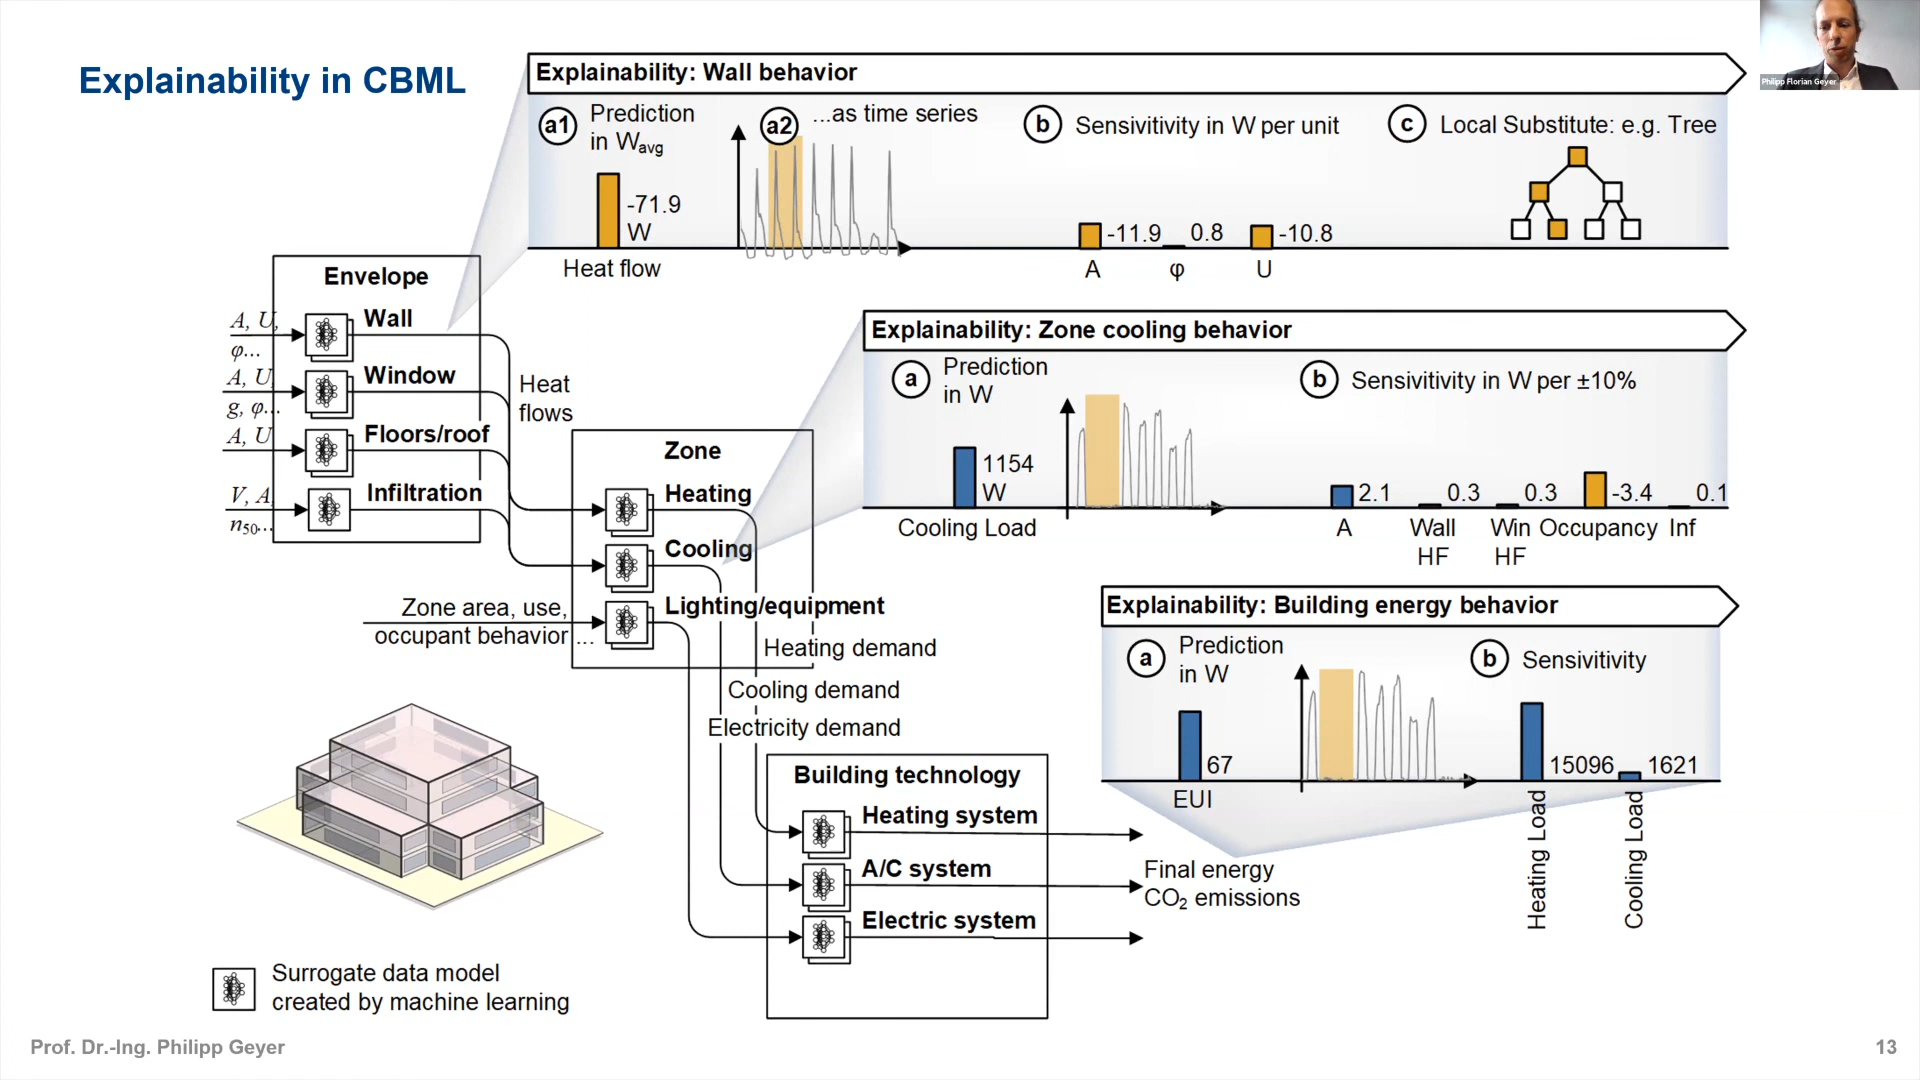 Explainability in CBML
Philipp Florian Geyer
Explainability: Wall behavior
a1
Prediction
in Wavg
a2
...as time series
b
Sensivitivity in W per unit
c
Local Substitute: e.g. Tree
-71.9
W
Heat flow
-11.9
0.8
-10.8
A
φ
U
Envelope
A, U,
φ...
Wall
A, U,
g, φ...
Window
A, U
Floors/roof
V, A,
n50...
Infiltration
Heat
flows
Explainability: Zone cooling behavior
a
Prediction
in W
b
Sensivitivity in W per ±10%
1154
W
Cooling Load
2.1
0.3
0.3
-3.4
0.1
A
Wall
HF
Win
HF
Occupancy
Inf
Zone
Heating
Cooling
Lighting/equipment
Zone area, use,
occupant behavior ...
Heating demand
Cooling demand
Electricity demand
Explainability: Building energy behavior
a
Prediction
in W
b
Sensivitivity
67
EUI
15096
1621
Heating Load
Cooling Load
Building technology
Heating system
A/C system
Electric system
Final energy
CO₂ emissions
Surrogate data model
created by machine learning
Prof. Dr.-Ing. Philipp Geyer
13